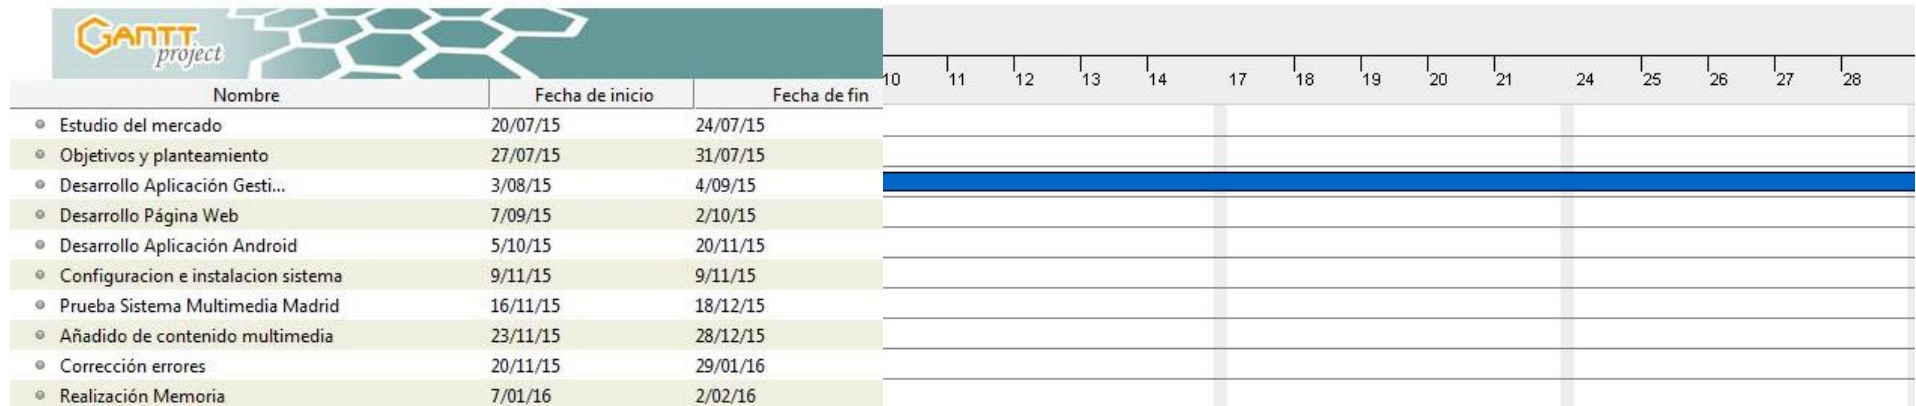 GANTT
project
10 11 12 13 14 17 18 19 20 21 24 25 26 27 28
Nombre Fecha de inicio Fecha de fin
Estudio del mercado 20/07/15 24/07/15
Objetivos y planteamiento 27/07/15 31/07/15
Desarrollo Aplicación Gesti... 3/08/15 4/09/15
Desarrollo Página Web 7/09/15 2/10/15
Desarrollo Aplicación Android 5/10/15 20/11/15
Configuracion e instalacion sistema 9/11/15 9/11/15
Prueba Sistema Multimedia Madrid 16/11/15 18/12/15
Añadido de contenido multimedia 23/11/15 28/12/15
Corrección errores 20/11/15 29/01/16
Realización Memoria 7/01/16 2/02/16